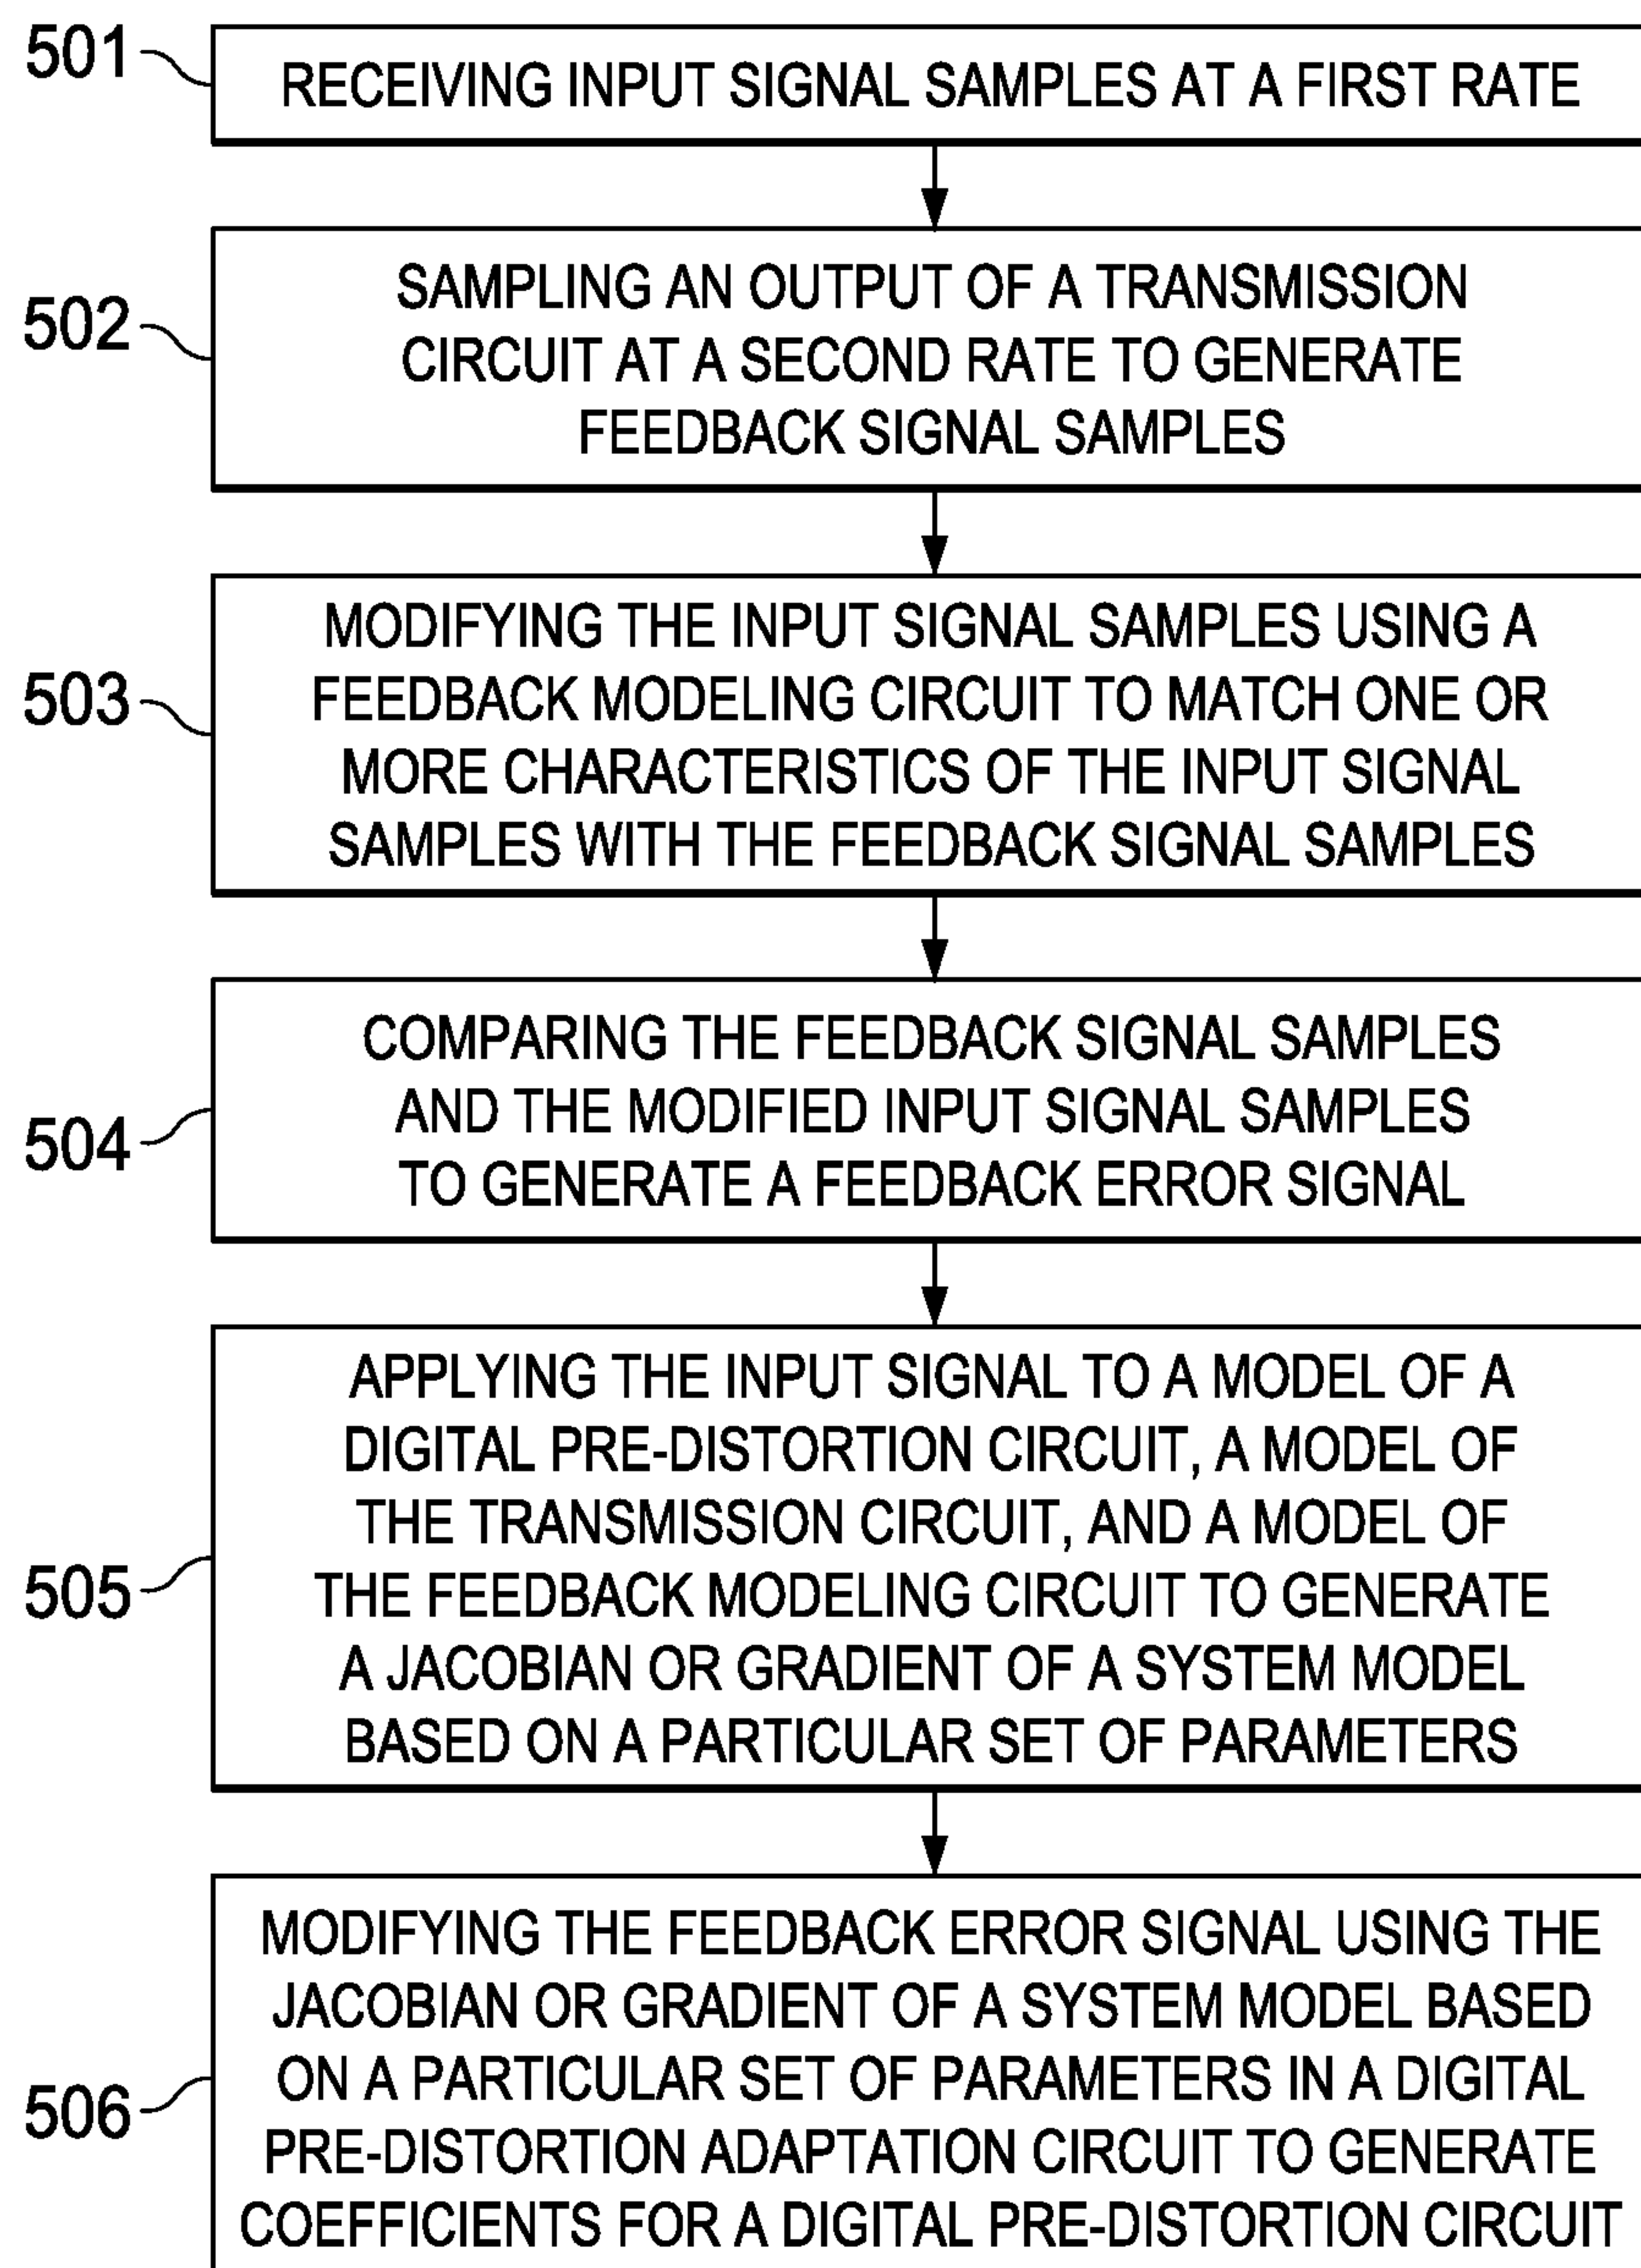 501
RECEIVING INPUT SIGNAL SAMPLES AT A FIRST RATE
502
SAMPLING AN OUTPUT OF A TRANSMISSION
CIRCUIT AT A SECOND RATE TO GENERATE
FEEDBACK SIGNAL SAMPLES
503
MODIFYING THE INPUT SIGNAL SAMPLES USING A
FEEDBACK MODELING CIRCUIT TO MATCH ONE OR
MORE CHARACTERISTICS OF THE INPUT SIGNAL
SAMPLES WITH THE FEEDBACK SIGNAL SAMPLES
504
COMPARING THE FEEDBACK SIGNAL SAMPLES
AND THE MODIFIED INPUT SIGNAL SAMPLES
TO GENERATE A FEEDBACK ERROR SIGNAL
505
APPLYING THE INPUT SIGNAL TO A MODEL OF A
DIGITAL PRE-DISTORTION CIRCUIT, A MODEL OF
THE TRANSMISSION CIRCUIT, AND A MODEL OF
THE FEEDBACK MODELING CIRCUIT TO GENERATE
A JACOBIAN OR GRADIENT OF A SYSTEM MODEL
BASED ON A PARTICULAR SET OF PARAMETERS
506
MODIFYING THE FEEDBACK ERROR SIGNAL USING THE
JACOBIAN OR GRADIENT OF A SYSTEM MODEL BASED
ON A PARTICULAR SET OF PARAMETERS IN A DIGITAL
PRE-DISTORTION ADAPTATION CIRCUIT TO GENERATE
COEFFICIENTS FOR A DIGITAL PRE-DISTORTION CIRCUIT